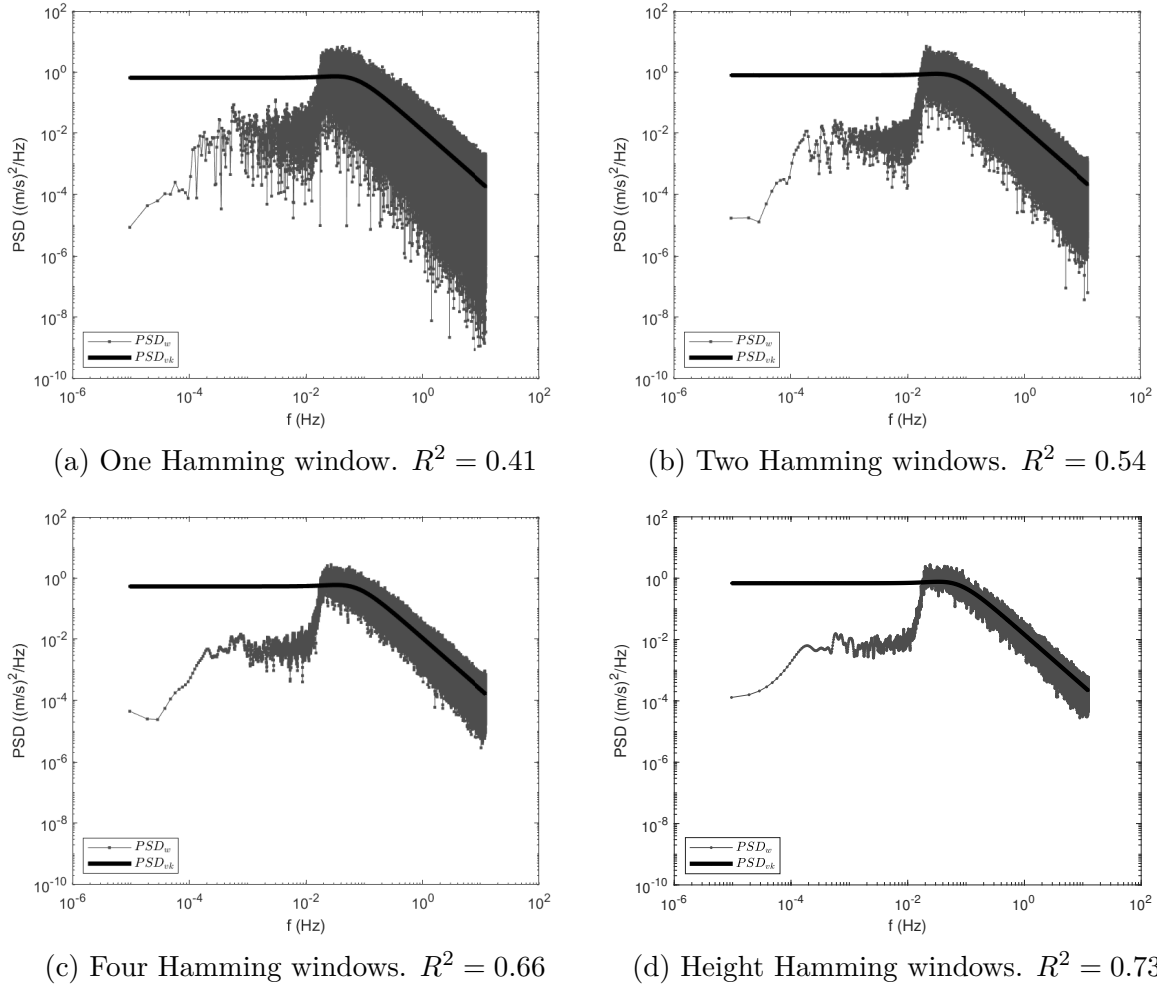 10^2
10^0
10^-2
10^-4
10^-6
10^-8
10^-10
PSD ((m/s)^2/Hz)
PSD_w
PSD_vk
10^-6 10^-4 10^-2 10^0 10^2
f (Hz)
(a) One Hamming window. R^2 = 0.41
10^2
10^0
10^-2
10^-4
10^-6
10^-8
10^-10
PSD ((m/s)^2/Hz)
PSD_w
PSD_vk
10^-6 10^-4 10^-2 10^0 10^2
f (Hz)
(b) Two Hamming windows. R^2 = 0.54
10^2
10^0
10^-2
10^-4
10^-6
10^-8
10^-10
PSD ((m/s)^2/Hz)
PSD_w
PSD_vk
10^-6 10^-4 10^-2 10^0 10^2
f (Hz)
(c) Four Hamming windows. R^2 = 0.66
10^2
10^0
10^-2
10^-4
10^-6
10^-8
10^-10
PSD ((m/s)^2/Hz)
PSD_w
PSD_vk
10^-6 10^-4 10^-2 10^0 10^2
f (Hz)
(d) Height Hamming windows. R^2 = 0.73